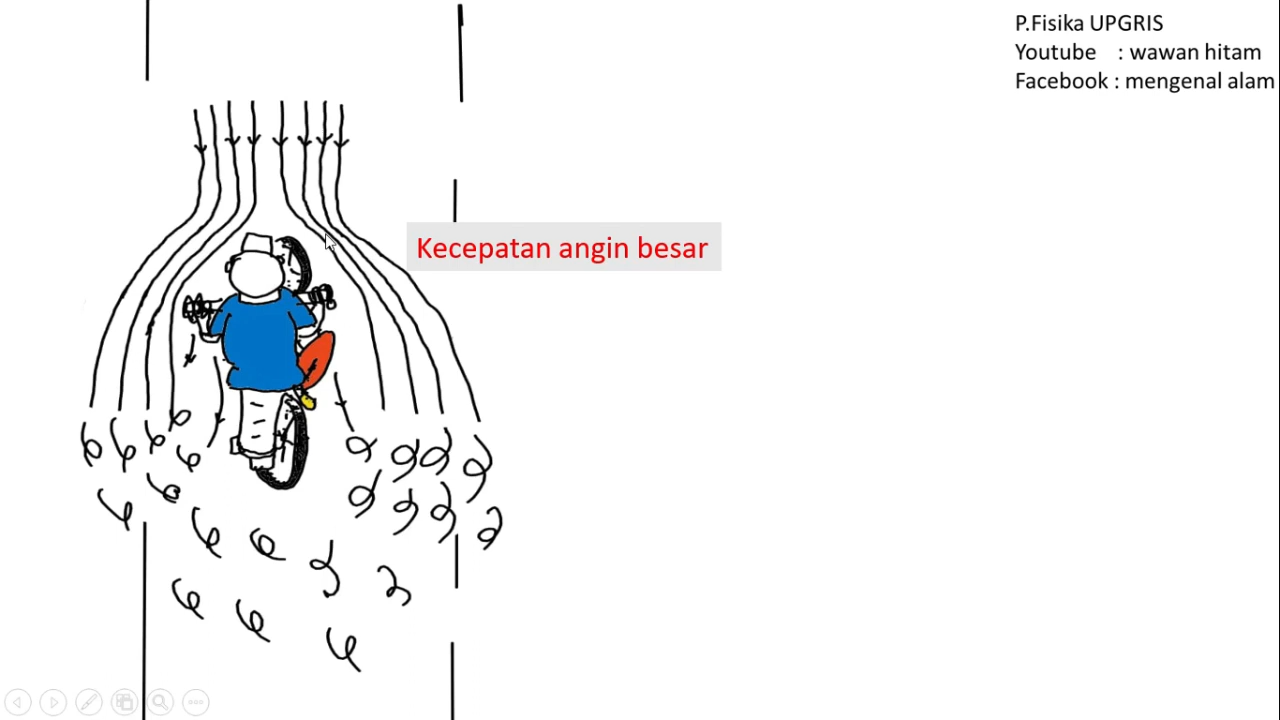 P.Fisika UPGRIS
Youtube : wawan hitam
Facebook : mengenal alam
Kecepatan angin besar